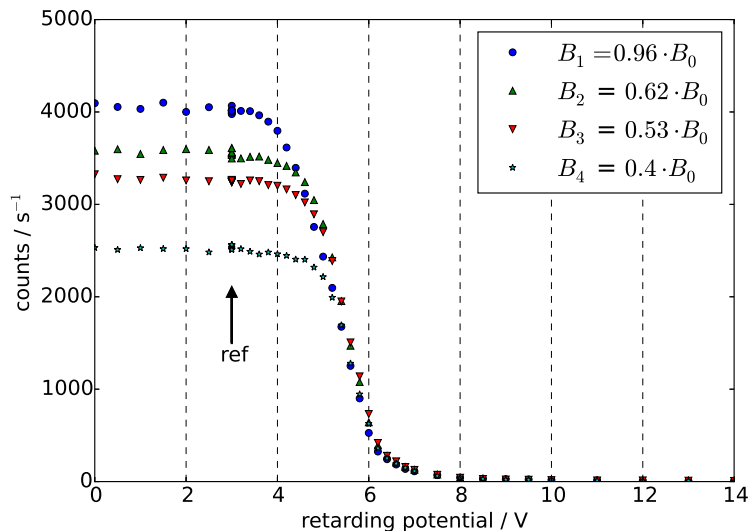 5000
4000
3000
2000
1000
0
counts / s⁻¹
B₁ = 0.96 · B₀
B₂ = 0.62 · B₀
B₃ = 0.53 · B₀
B₄ = 0.4 · B₀
ref
0 2 4 6 8 10 12 14
retarding potential / V